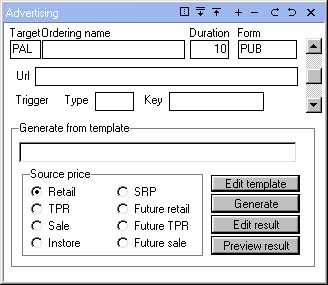 Advertising
Target Ordering name Duration Form
PAL 10 PUB
Url
Trigger Type Key
Generate from template
Source price
Retail SRP Edit template
TPR Future retail Generate
Sale Future TPR Edit result
Instore Future sale Preview result